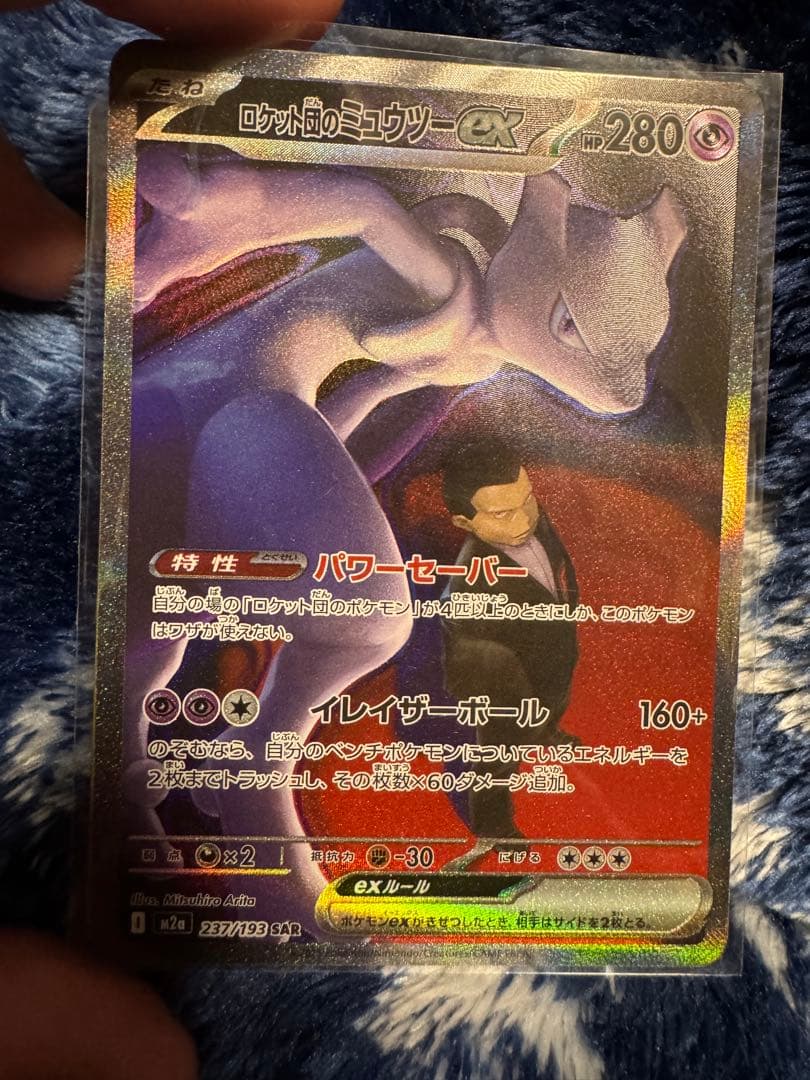 たね
ロケット団のミュウツーex HP280
特性 とくせい パワーセーバー
自分の場の「ロケット団のポケモン」が4匹以上のときにしか、このポケモン
はワザが使えない。
イレイザーボール 160+
のぞむなら、自分のベンチポケモンについているエネルギーを
2枚までトラッシュし、その枚数×60ダメージ追加。
弱点 ×2 抵抗力 -30 にげる
Illus. Mitsuhiro Arita
exルール
ポケモンexがきぜつしたとき、相手はサイドを2枚とる。
I m2a 237/193 SAR